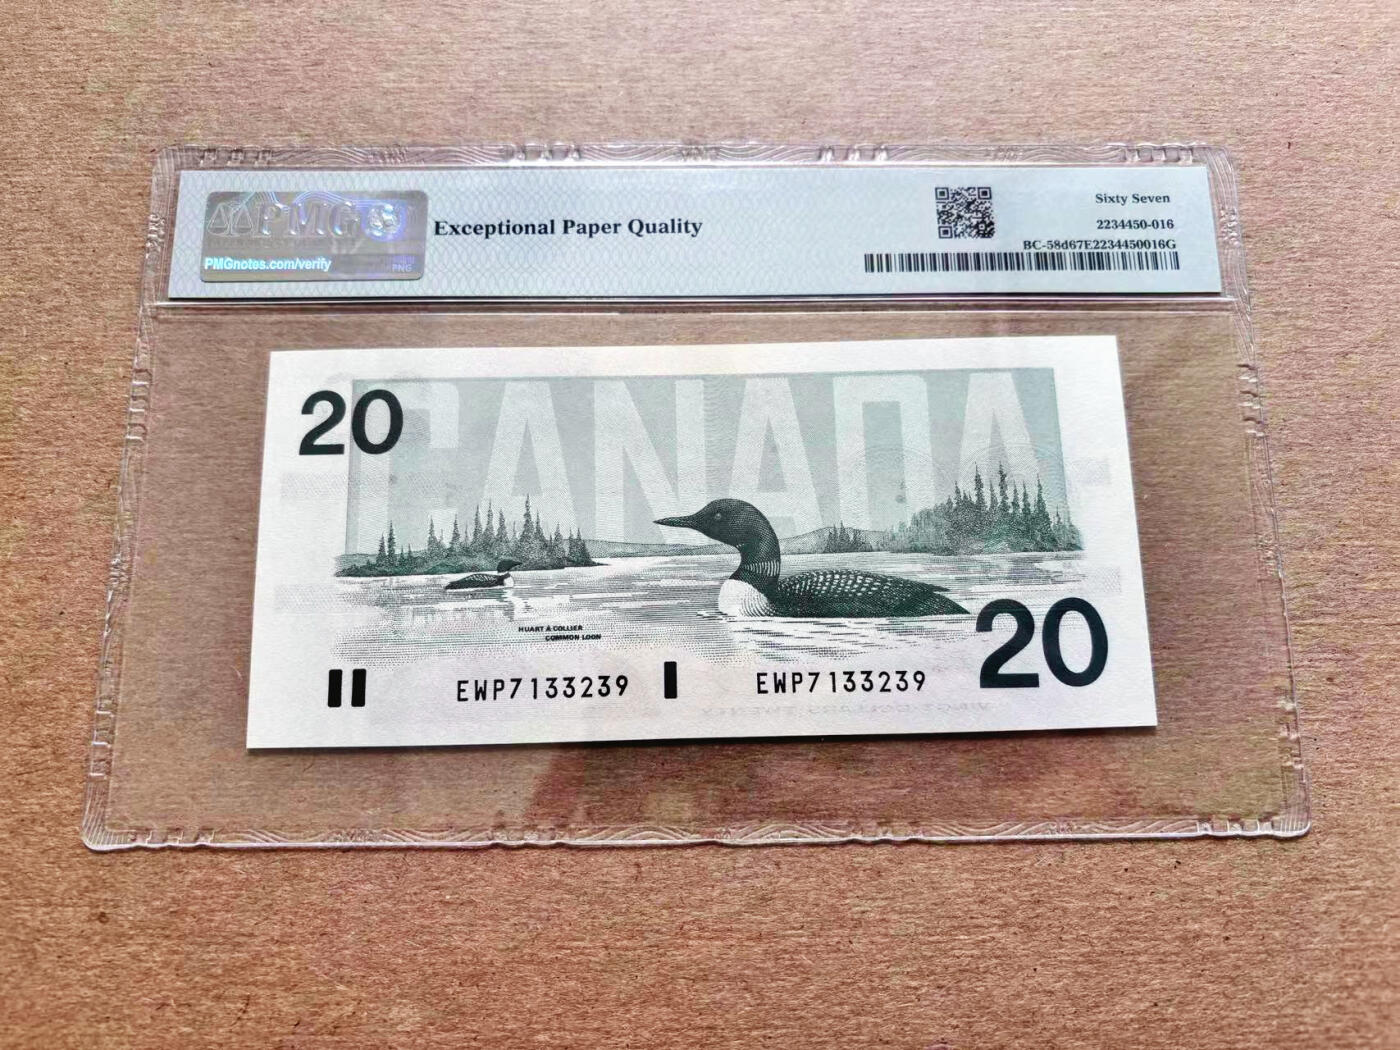 PMG
PMGnotes.com/verify
PNG
Exceptional Paper Quality
Sixty Seven
2234450-016
BC-58d67E2234450016G
CANADA
20
HUART À COLLIER
COMMON LOON
20
EWP7133239
EWP7133239